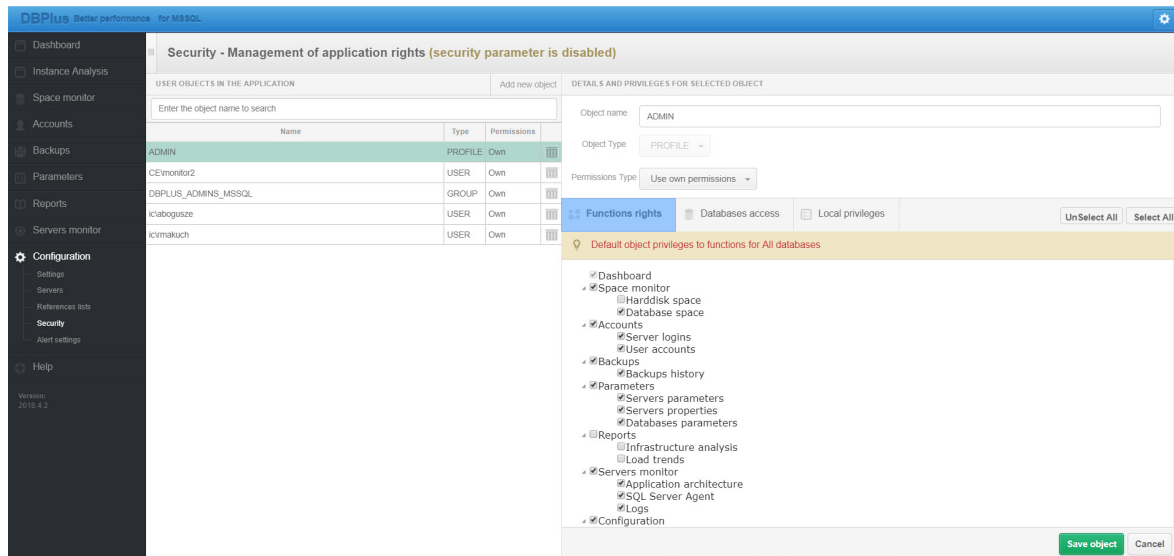 DBPlus Better performance for MSSQL
Dashboard
Instance Analysis
Space monitor
Accounts
Backups
Parameters
Reports
Servers monitor
Configuration
Settings
Servers
References lists
Security
Alert settings
Help
Version:
2018.4.2
Security - Management of application rights (security parameter is disabled)
USER OBJECTS IN THE APPLICATION
Add new object
Enter the object name to search
Name Type Permissions
ADMIN PROFILE Own
CE\monitor2 USER Own
DBPLUS_ADMINS_MSSQL GROUP Own
ic\abogusze USER Own
ic\rmakuch USER Own
DETAILS AND PRIVILEGES FOR SELECTED OBJECT
Object name ADMIN
Object Type PROFILE
Permissions Type Use own permissions
Functions rights Databases access Local privileges UnSelect All Select All
Default object privileges to functions for All databases
Dashboard
Space monitor
Harddisk space
Database space
Accounts
Server logins
User accounts
Backups
Backups history
Parameters
Servers parameters
Servers properties
Databases parameters
Reports
Infrastructure analysis
Load trends
Servers monitor
Application architecture
SQL Server Agent
Logs
Configuration
Save object Cancel